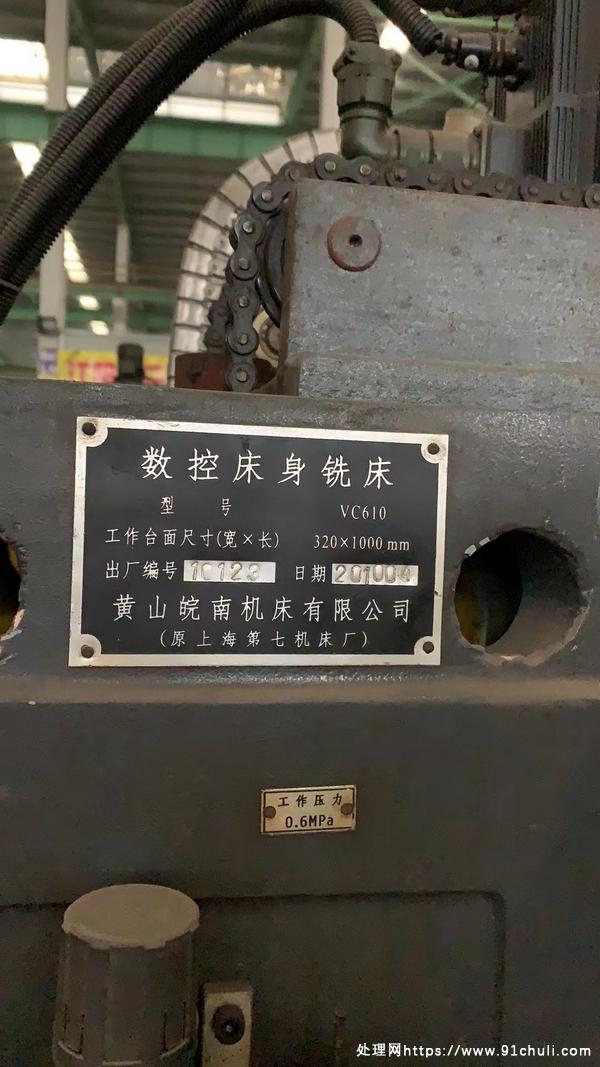 数控床身铣床
型号 VC610
工作台面尺寸(宽×长) 320×1000mm
出厂编号 10123 日期 201004
黄山皖南机床有限公司
(原上海第七机床厂)
工作压力
0.6MPa
处理网https://www.91chuli.com